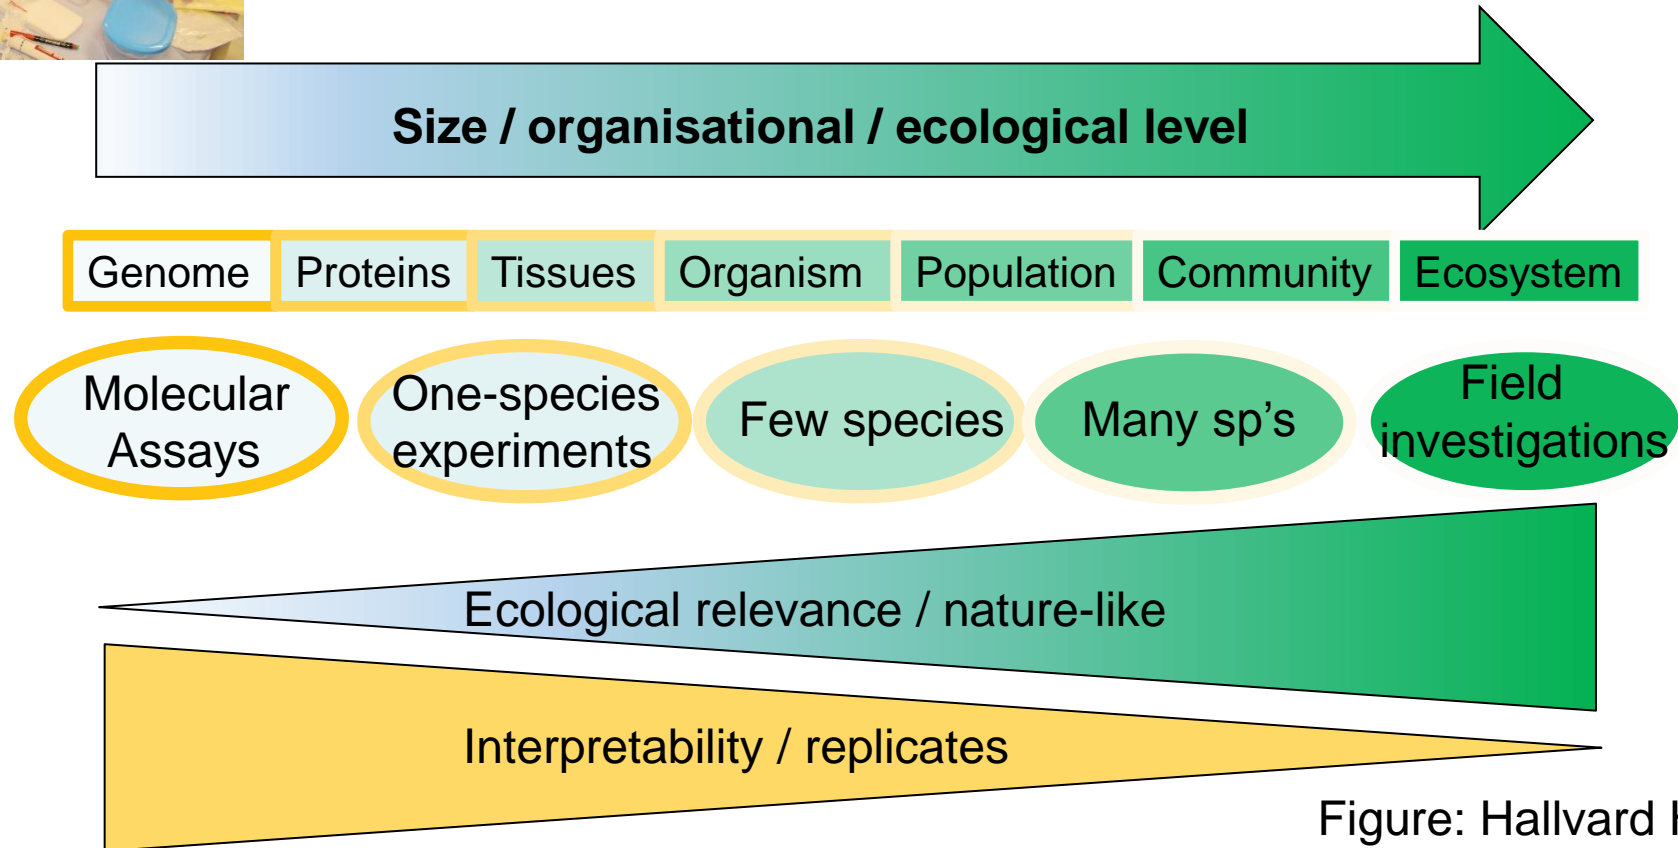 Size / organisational / ecological level
Genome Proteins Tissues Organism Population Community Ecosystem
Molecular
Assays
One-species
experiments
Few species
Many sp's
Field
investigations
Ecological relevance / nature-like
Interpretability / replicates
Figure: Hallvard